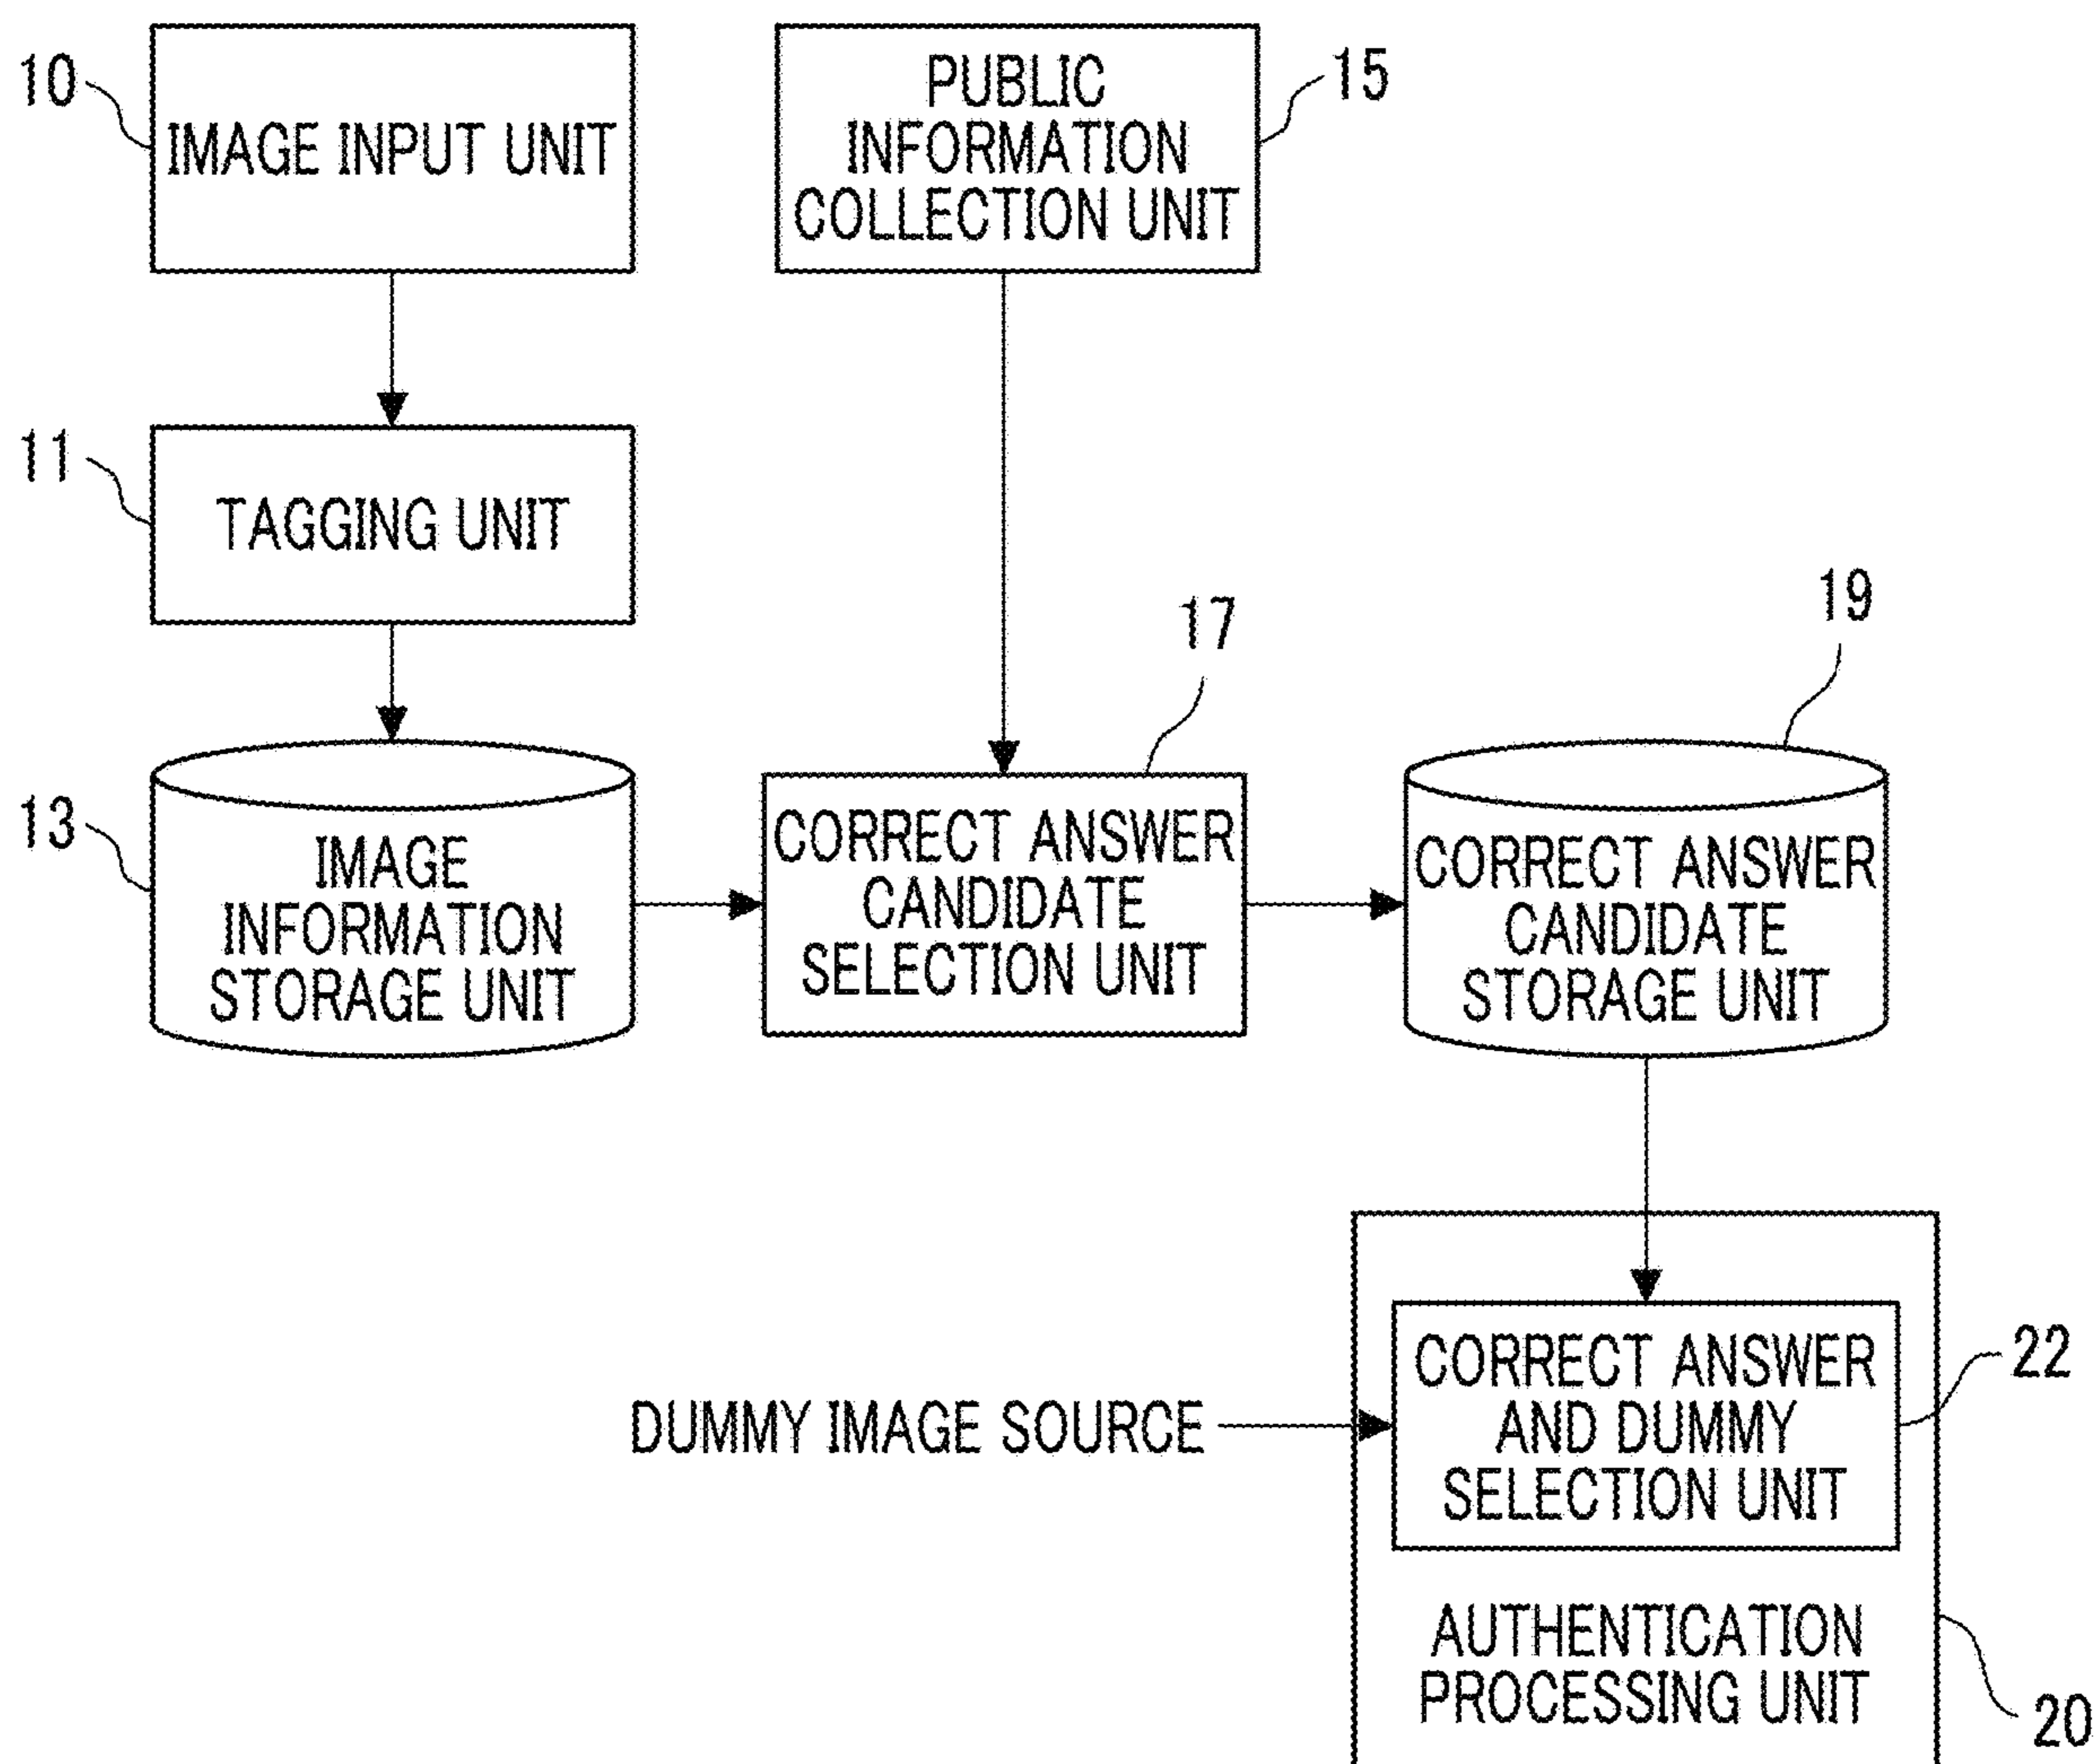 10
IMAGE INPUT UNIT
PUBLIC
INFORMATION
COLLECTION UNIT
15
11
TAGGING UNIT
17
19
13
IMAGE
INFORMATION
STORAGE UNIT
CORRECT ANSWER
CANDIDATE
SELECTION UNIT
CORRECT ANSWER
CANDIDATE
STORAGE UNIT
DUMMY IMAGE SOURCE
CORRECT ANSWER
AND DUMMY
SELECTION UNIT
22
AUTHENTICATION
PROCESSING UNIT
20